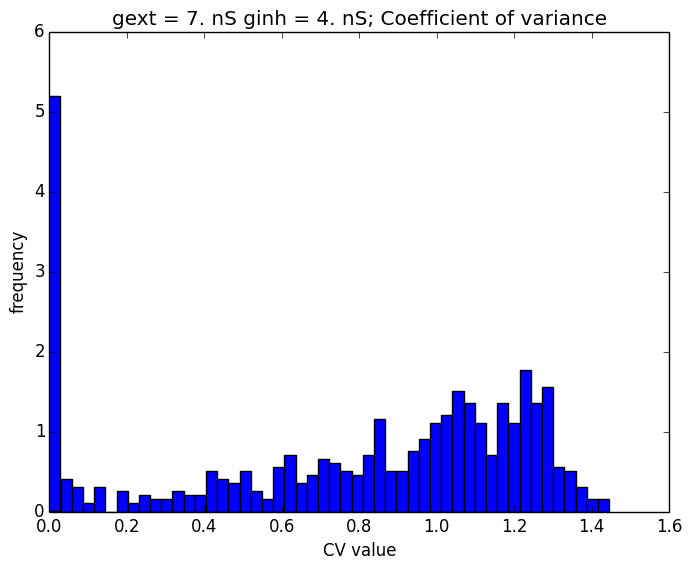 gext = 7. nS ginh = 4. nS; Coefficient of variance
6
5
4
3
2
1
0
frequency
0.0 0.2 0.4 0.6 0.8 1.0 1.2 1.4 1.6
CV value